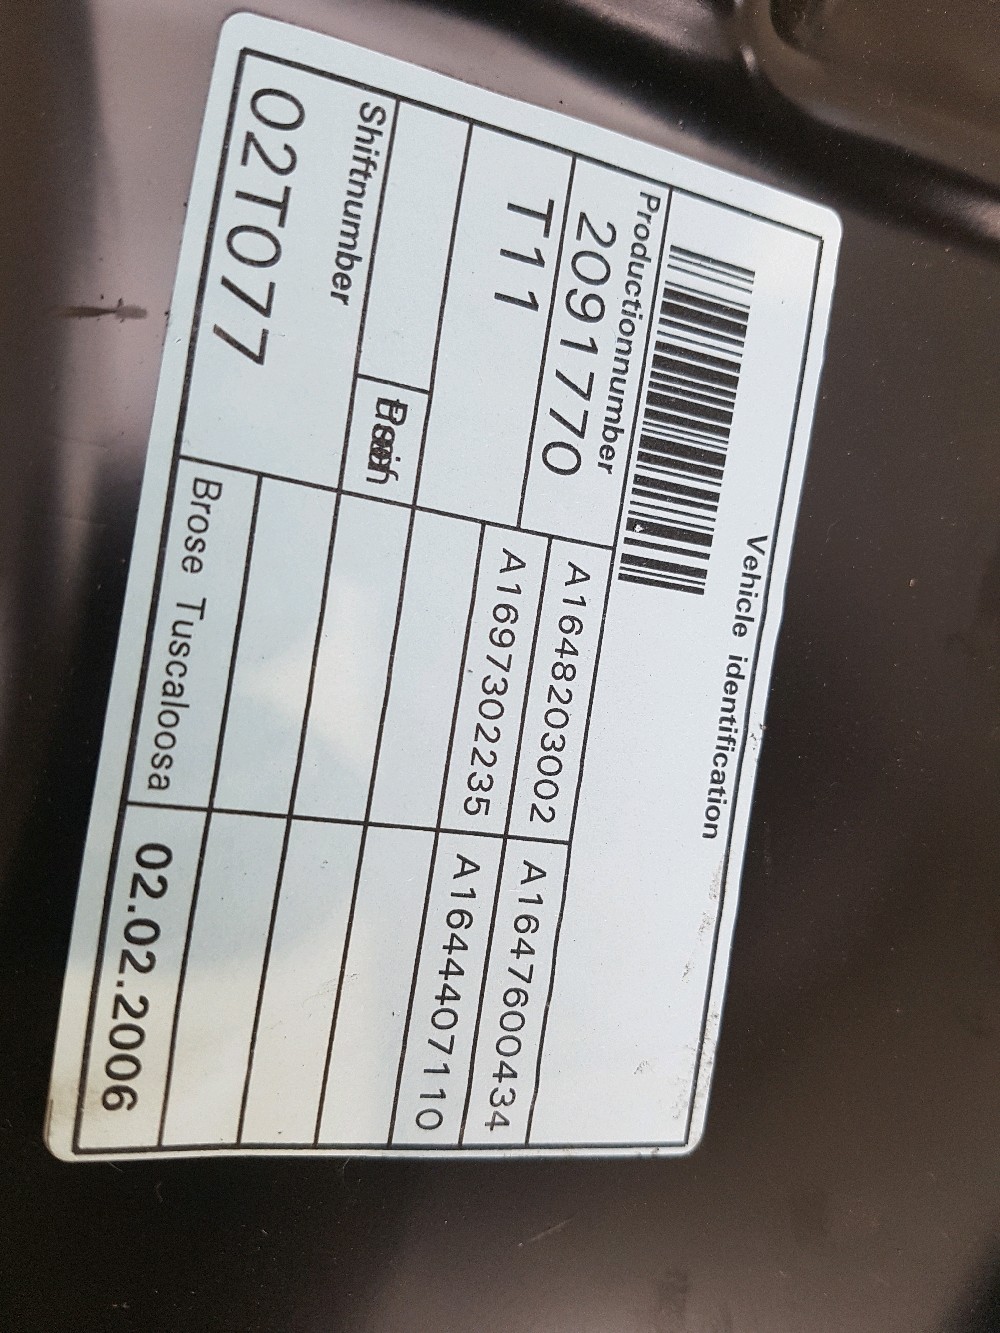 Vehicle identification
Productionnumber
2091770
T11
A1648203002 A1647600434
A1697302235 A1644407110
Shiftnumber
02T077
Brose Tuscaloosa 02.02.2006